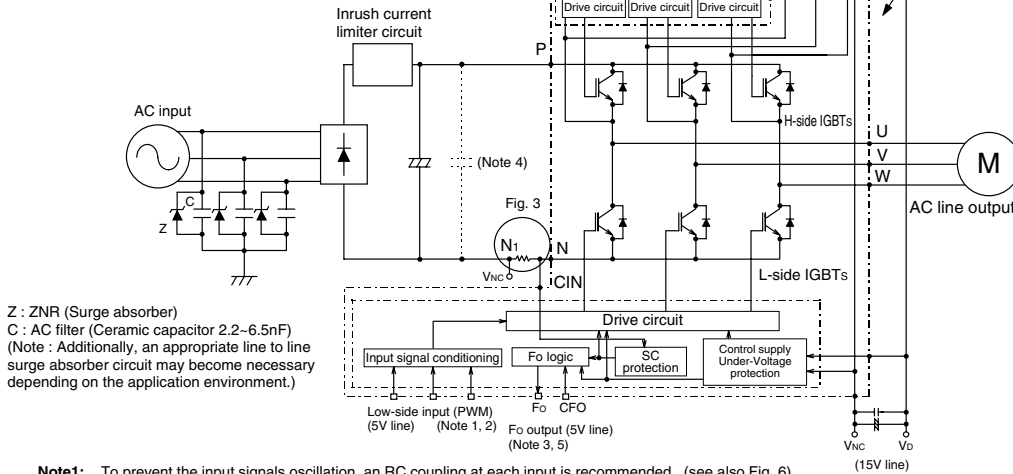 Drive circuit Drive circuit Drive circuit
Inrush current
limiter circuit
P
AC input
H-side IGBTS
U
V
W
M
AC line output
(Note 4)
C
Z
Fig. 3
N1
N
VNC
CIN
L-side IGBTS
Z : ZNR (Surge absorber)
C : AC filter (Ceramic capacitor 2.2~6.5nF)
(Note : Additionally, an appropriate line to line
surge absorber circuit may become necessary
depending on the application environment.)
Drive circuit
Input signal conditioning
Fo logic
SC
protection
Control supply
Under-Voltage
protection
Low-side input (PWM)
(5V line) (Note 1, 2)
FO CFO
Fo output (5V line)
(Note 3, 5)
VNC VD
(15V line)
Note1: To prevent the input signals oscillation, an RC coupling at each input is recommended. (see also Fig. 6)